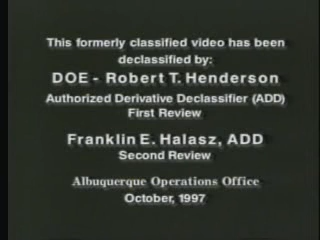 This formerly classified video has been
declassified by:
DOE - Robert T. Henderson
Authorized Derivative Declassifier (ADD)
First Review
Franklin E. Halasz, ADD
Second Review
Albuquerque Operations Office
October, 1997